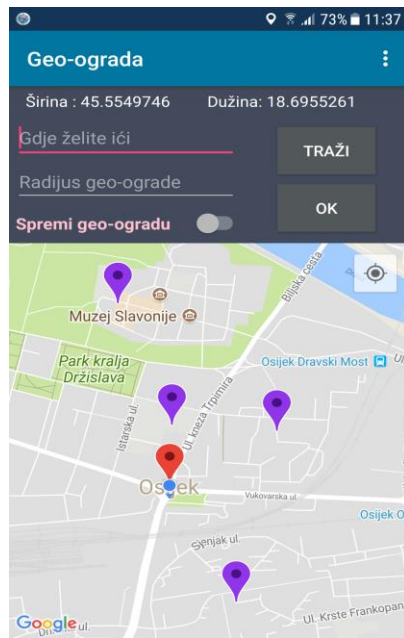 73% 11:37
Geo-ograda
Širina : 45.5549746 Dužina: 18.6955261
Gdje želite ići
TRAŽI
Radijus geo-ograde
OK
Spremi geo-ogradu
Biljska cesta
Muzej Slavonije
Park kralja
Držislava
Osijek Dravski Most
Istarska ul.
Ul. kneza Trpimira
Osijek
Vukovarska ul.
Osijek O
Sjenjak ul.
Google
Ul. Krste Frankopan